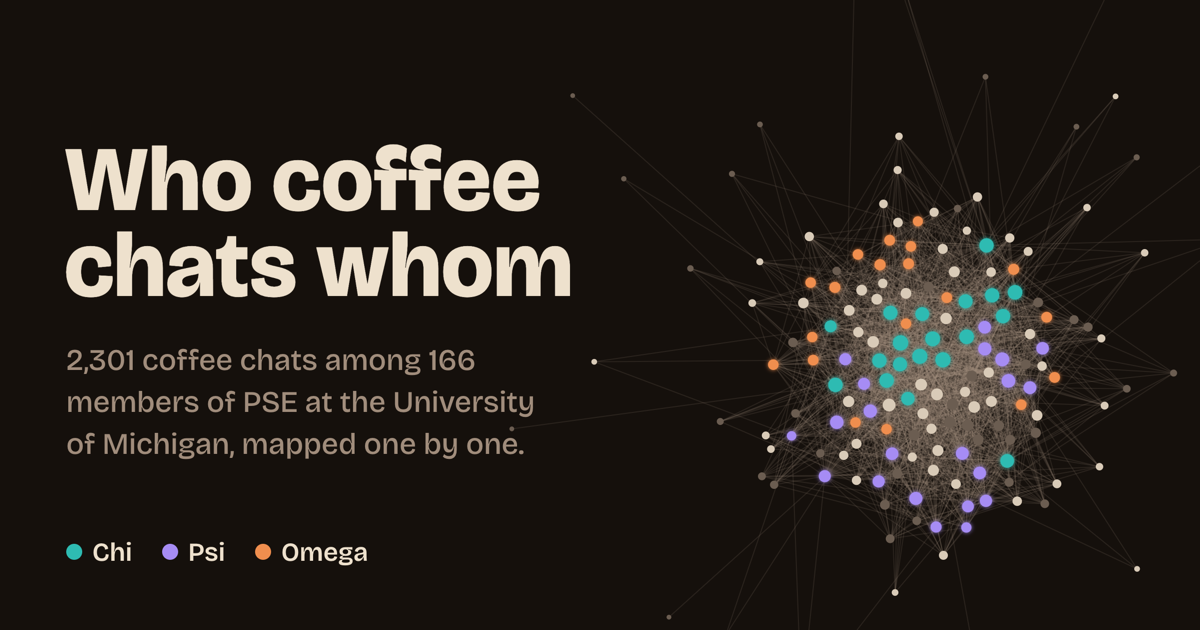 Who coffee
chats whom
2,301 coffee chats among 166
members of PSE at the University
of Michigan, mapped one by one.
Chi Psi Omega